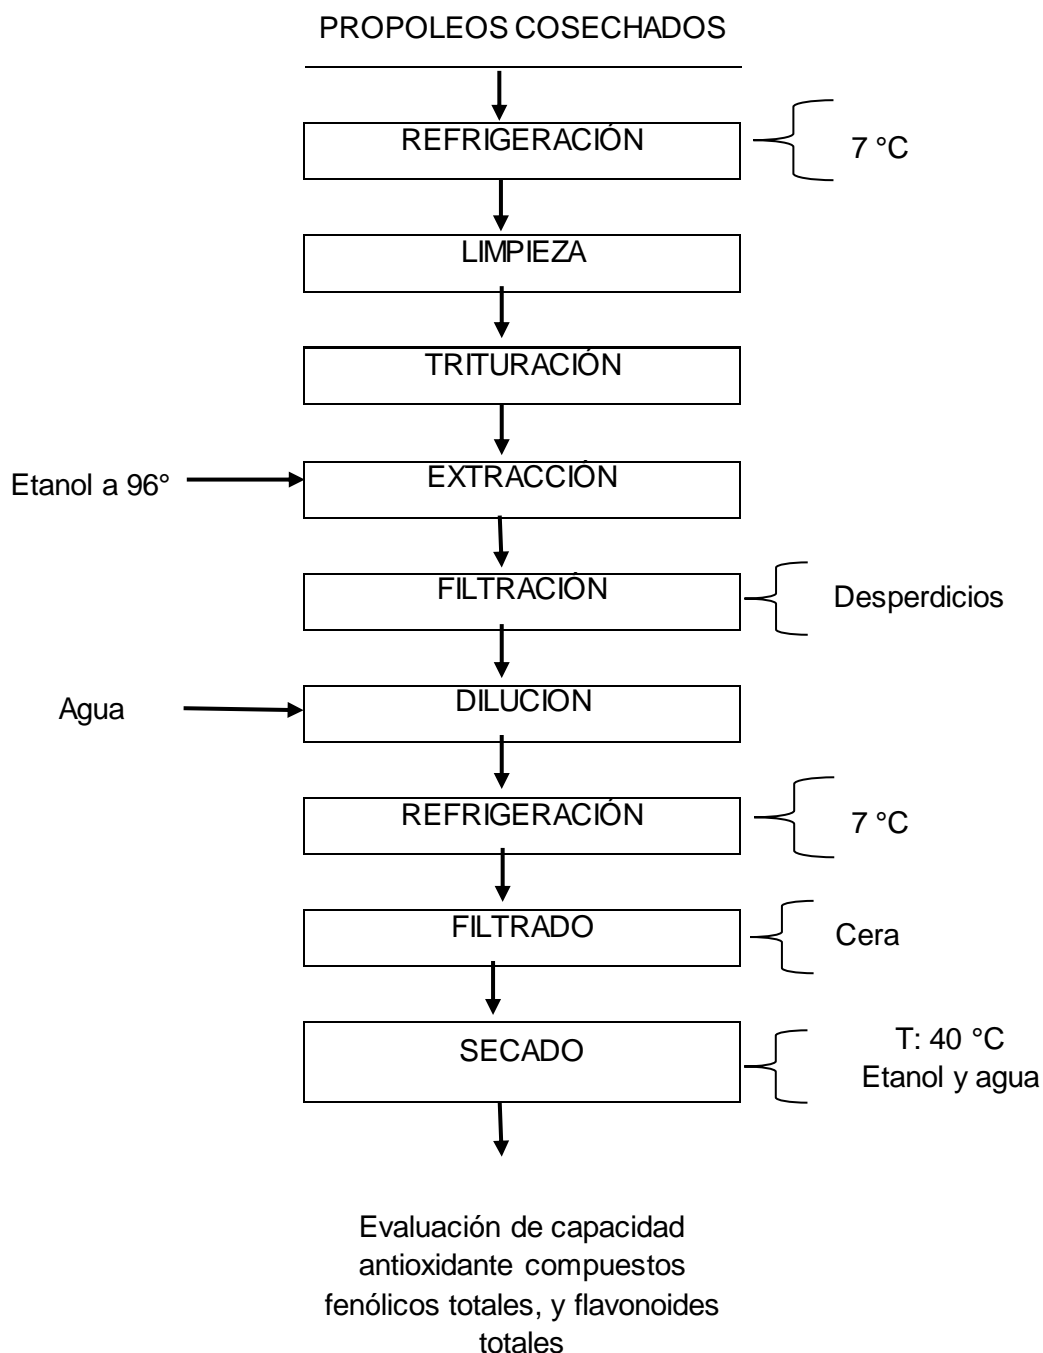 PROPOLEOS COSECHADOS
REFRIGERACIÓN
7 °C
LIMPIEZA
TRITURACIÓN
Etanol a 96°
EXTRACCIÓN
FILTRACIÓN
Desperdicios
Agua
DILUCION
REFRIGERACIÓN
7 °C
FILTRADO
Cera
SECADO
T: 40 °C
Etanol y agua
Evaluación de capacidad
antioxidante compuestos
fenólicos totales, y flavonoides
totales